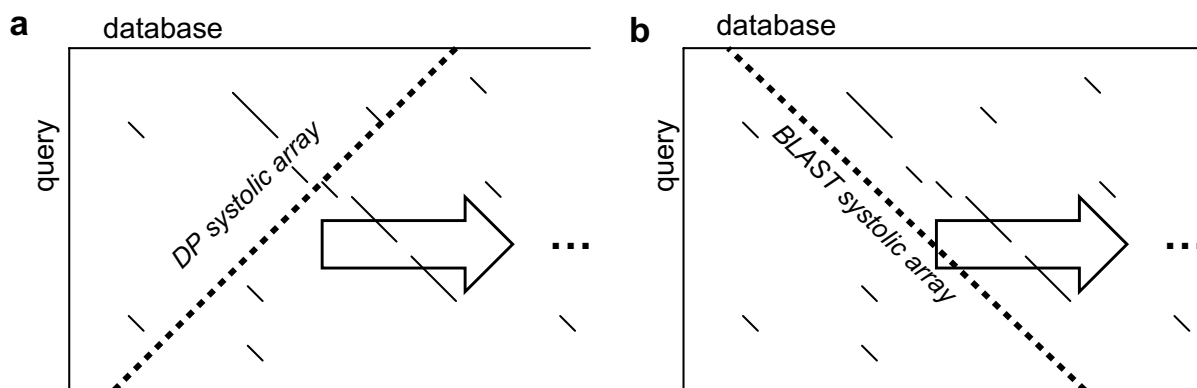 a
database
query
DP systolic array
...
b
database
query
BLAST systolic array
...